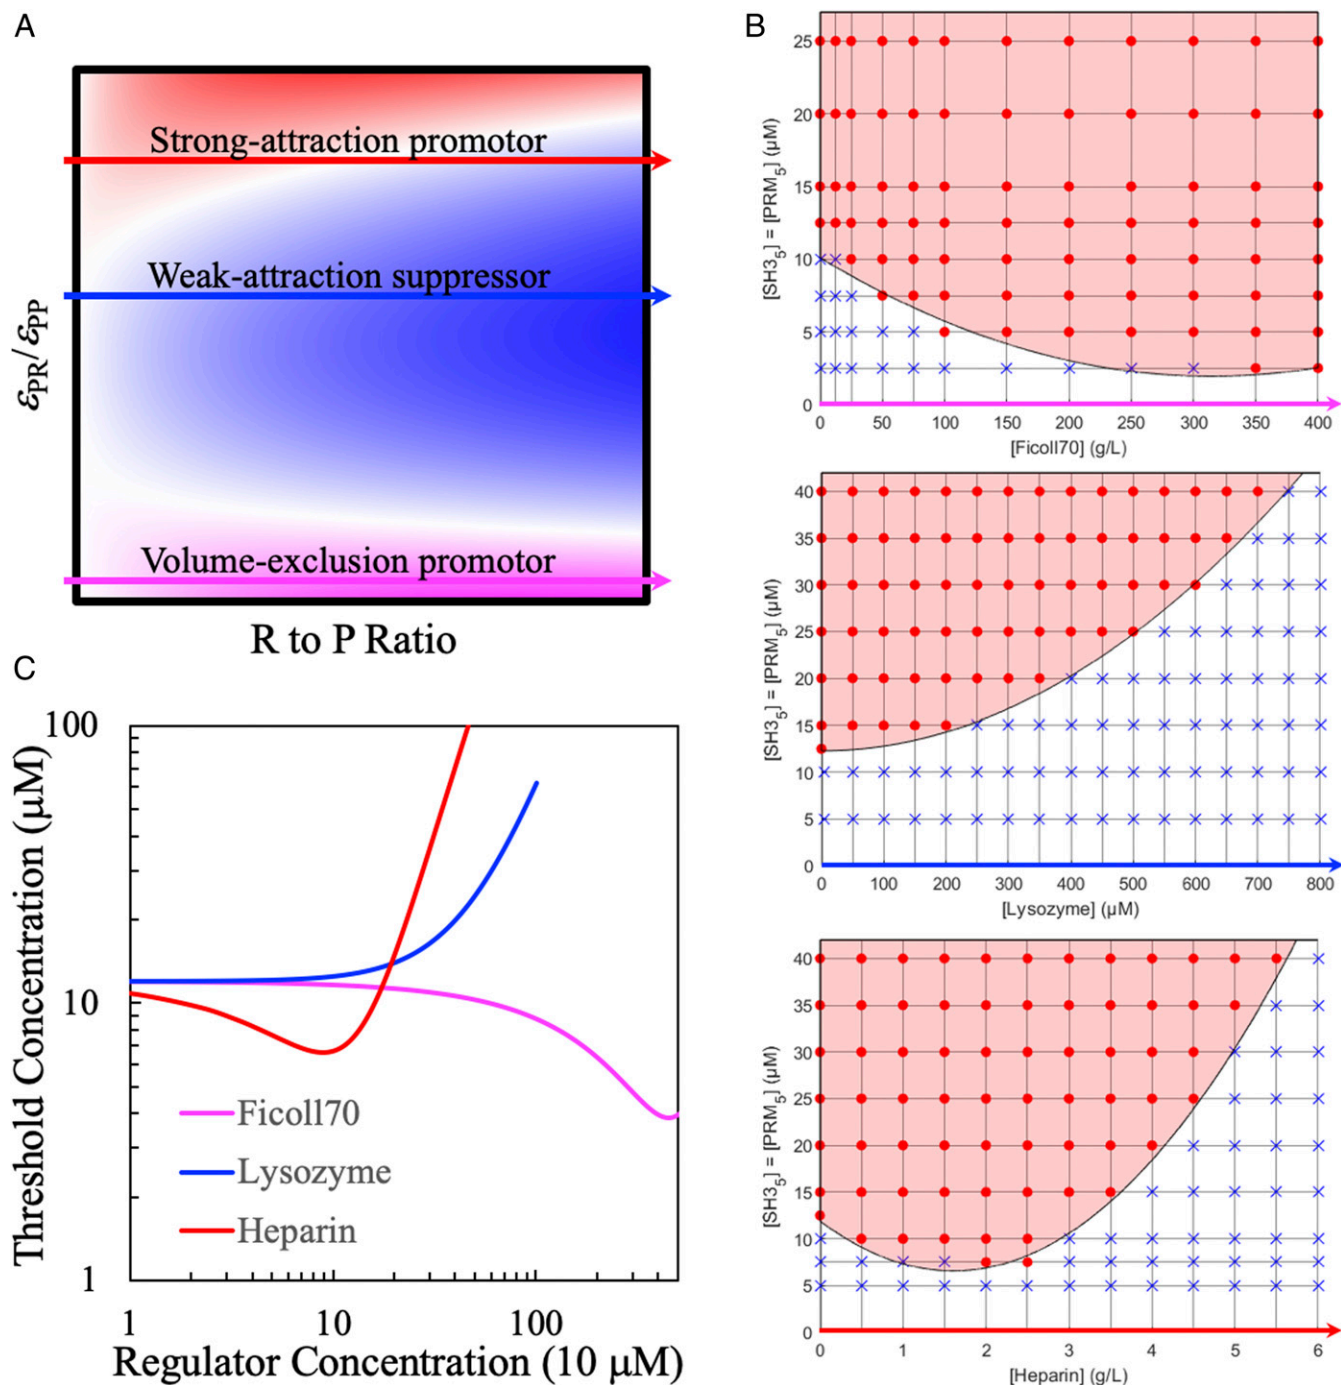 A
Strong-attraction promotor
Weak-attraction suppressor
Volume-exclusion promotor
εPR/εPP
R to P Ratio
B
25
20
15
10
5
0
[SH3₅] = [PRM₅] (µM)
0 50 100 150 200 250 300 350 400
[Ficoll70] (g/L)
40
35
30
25
20
15
10
5
0
[SH3₅] = [PRM₅] (µM)
0 100 200 300 400 500 600 700 800
[Lysozyme] (µM)
40
35
30
25
20
15
10
5
0
[SH3₅] = [PRM₅] (µM)
0 1 2 3 4 5 6
[Heparin] (g/L)
C
100
10
1
Threshold Concentration (µM)
Ficoll70
Lysozyme
Heparin
1 10 100
Regulator Concentration (10 µM)